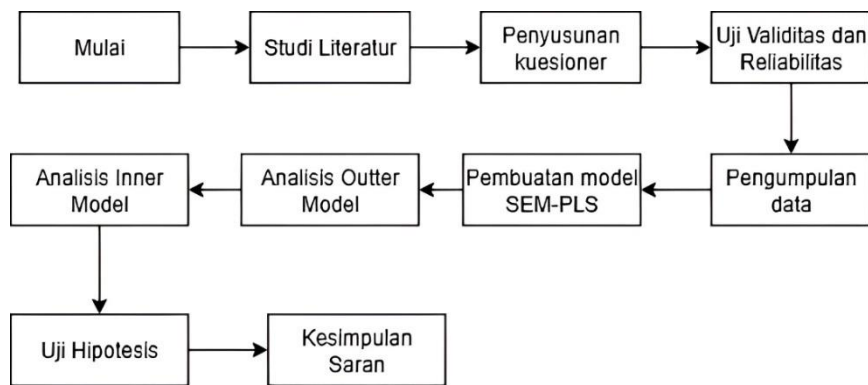 Mulai
Studi Literatur
Penyusunan
kuesioner
Uji Validitas dan
Reliabilitas
Pengumpulan
data
Pembuatan model
SEM-PLS
Analisis Outter
Model
Analisis Inner
Model
Uji Hipotesis
Kesimpulan
Saran